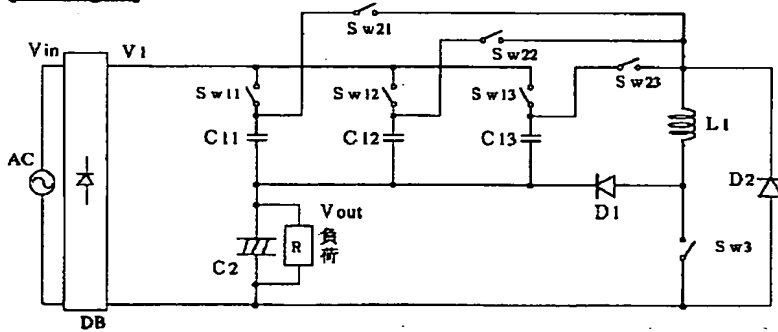 Sw21
Vin
V1
Sw22
Sw11
Sw12
Sw13
Sw23
C11
C12
C13
L1
AC
D1
D2
Vout
負荷
R
C2
Sw3
DB